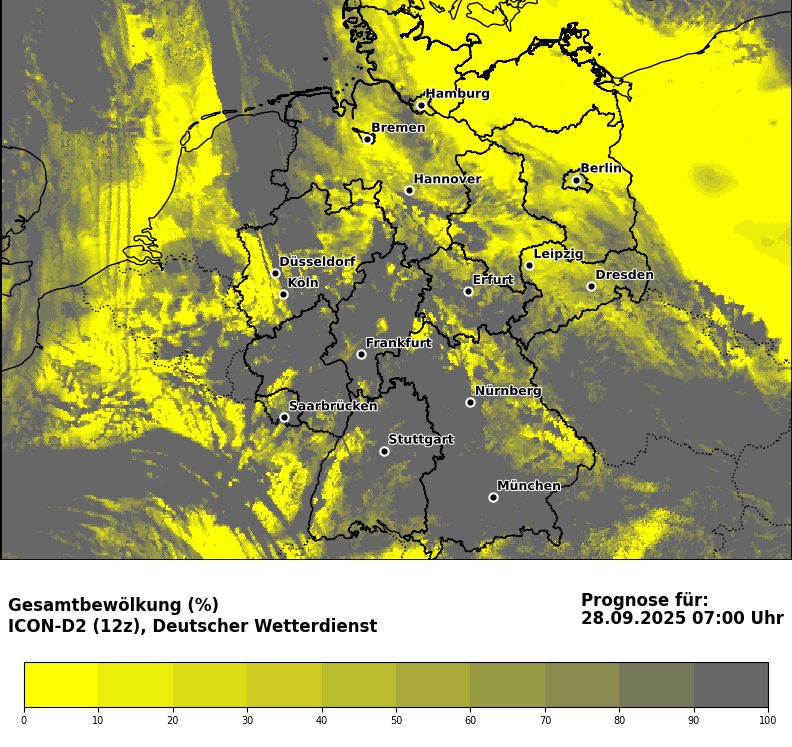 Hamburg
Bremen
Berlin
Hannover
Leipzig
Düsseldorf
Dresden
Köln
Erfurt
Frankfurt
Nürnberg
Saarbrücken
Stuttgart
München
Gesamtbewölkung (%)
ICON-D2 (12z), Deutscher Wetterdienst
Prognose für:
28.09.2025 07:00 Uhr
0 10 20 30 40 50 60 70 80 90 100